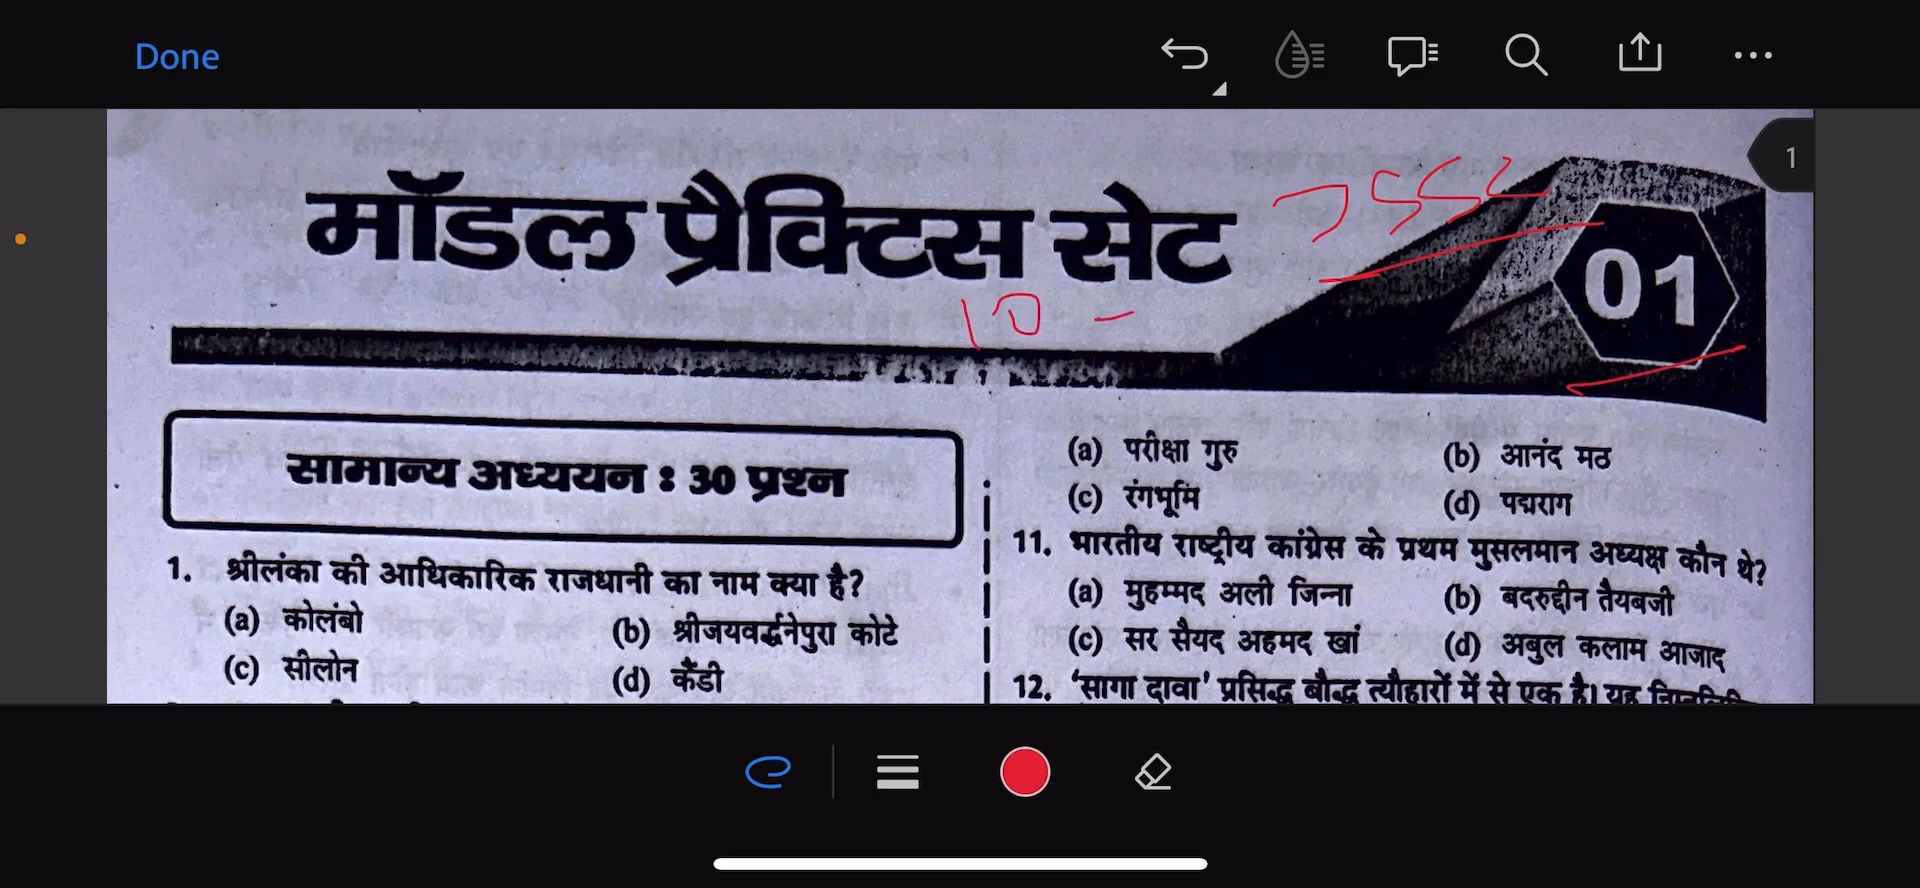 Done
1
मॉडल प्रैक्टिस सेट
JSSC
01
10 -
सामान्य अध्ययन : 30 प्रश्न
1. श्रीलंका की आधिकारिक राजधानी का नाम क्या है?
(a) कोलंबो (b) श्रीजयवर्द्धनेपुरा कोटे
(c) सीलोन (d) कैंडी
(a) परीक्षा गुरु (b) आनंद मठ
(c) रंगभूमि (d) पद्मराग
11. भारतीय राष्ट्रीय कांग्रेस के प्रथम मुसलमान अध्यक्ष कौन थे?
(a) मुहम्मद अली जिन्ना (b) बदरुद्दीन तैयबजी
(c) सर सैयद अहमद खां (d) अबुल कलाम आजाद
12. 'सागा दावा' प्रसिद्ध बौद्ध त्यौहारों में से एक है। यह